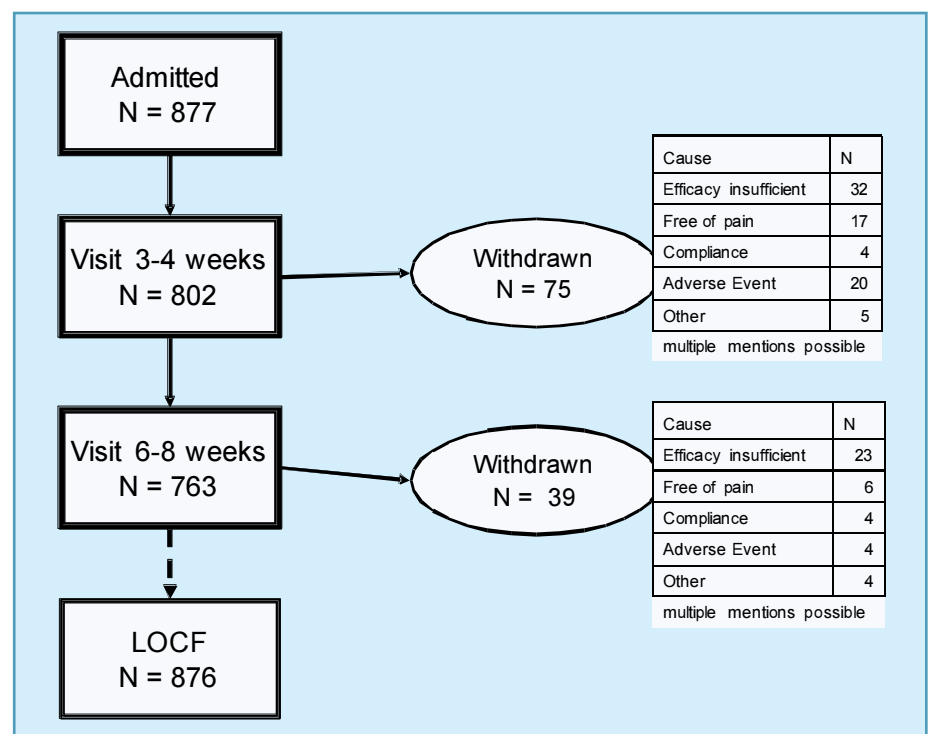 Admitted
N = 877
Visit 3-4 weeks
N = 802
Withdrawn
N = 75
Cause N
Efficacy insufficient 32
Free of pain 17
Compliance 4
Adverse Event 20
Other 5
multiple mentions possible
Visit 6-8 weeks
N = 763
Withdrawn
N = 39
Cause N
Efficacy insufficient 23
Free of pain 6
Compliance 4
Adverse Event 4
Other 4
multiple mentions possible
LOCF
N = 876